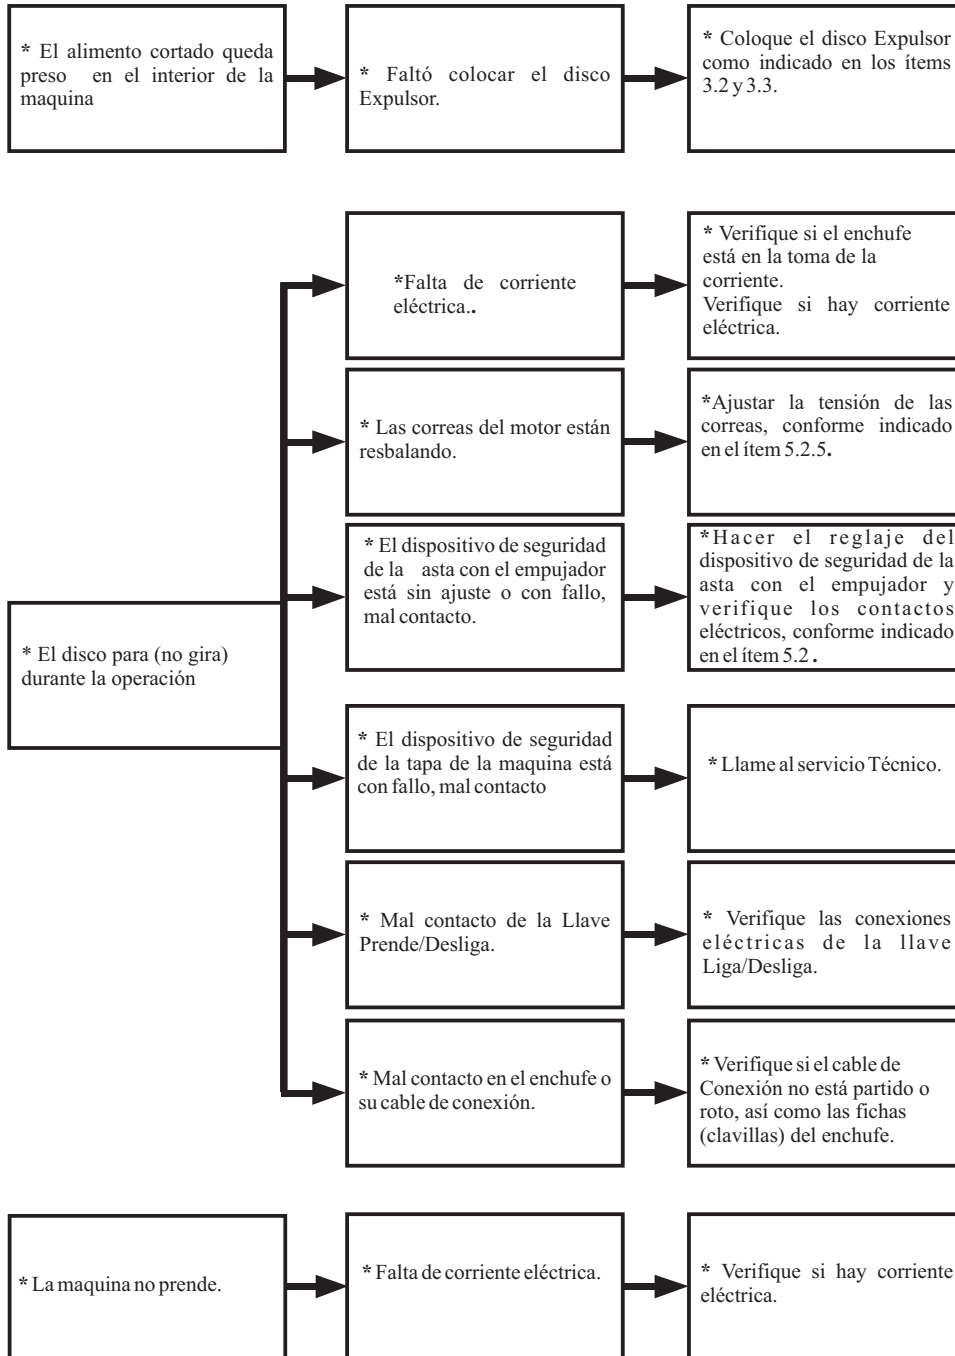 * El alimento cortado queda
preso en el interior de la
maquina
* Faltó colocar el disco
Expulsor.
* Coloque el disco Expulsor
como indicado en los ítems
3.2 y 3.3.
* El disco para (no gira)
durante la operación
*Falta de corriente
eléctrica..
* Verifique si el enchufe
está en la toma de la
corriente.
Verifique si hay corriente
eléctrica.
* Las correas del motor están
resbalando.
*Ajustar la tensión de las
correas, conforme indicado
en el ítem 5.2.5.
* El dispositivo de seguridad
de la asta con el empujador
está sin ajuste o con fallo,
mal contacto.
*Hacer el reglaje del
dispositivo de seguridad de la
asta con el empujador y
verifique los contactos
eléctricos, conforme indicado
en el ítem 5.2 .
* El dispositivo de seguridad
de la tapa de la maquina está
con fallo, mal contacto
* Llame al servicio Técnico.
* Mal contacto de la Llave
Prende/Desliga.
* Verifique las conexiones
eléctricas de la llave
Liga/Desliga.
* Mal contacto en el enchufe o
su cable de conexión.
* Verifique si el cable de
Conexión no está partido o
roto, así como las fichas
(clavillas) del enchufe.
* La maquina no prende.
* Falta de corriente eléctrica.
* Verifique si hay corriente
eléctrica.